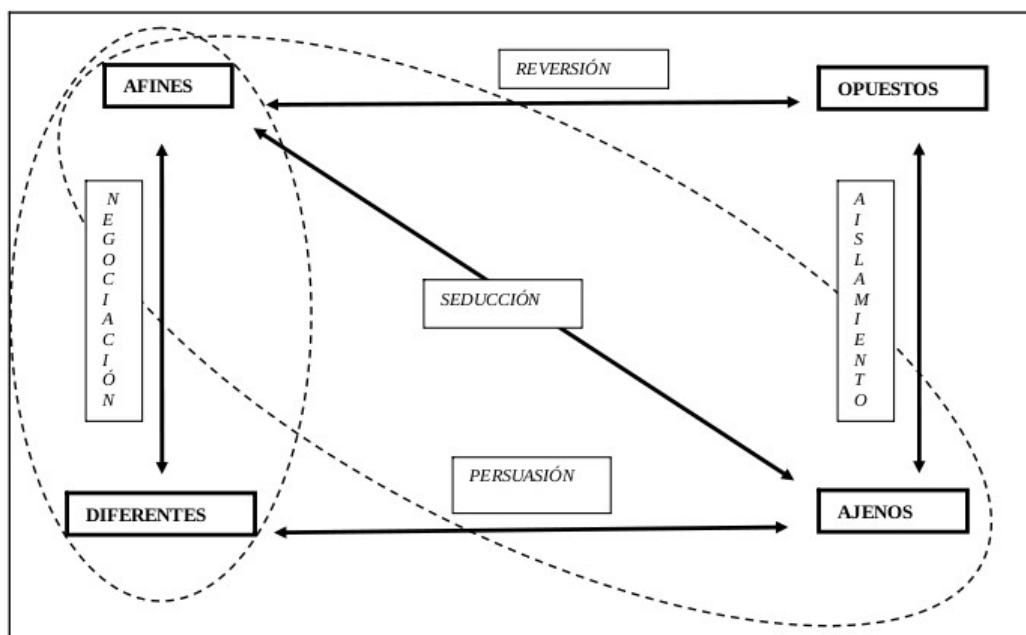 REVERSIÓN
AFINES
OPUESTOS
NEGOCIACIÓN
AISLAMIENTO
SEDUCCIÓN
PERSUASIÓN
DIFERENTES
AJENOS